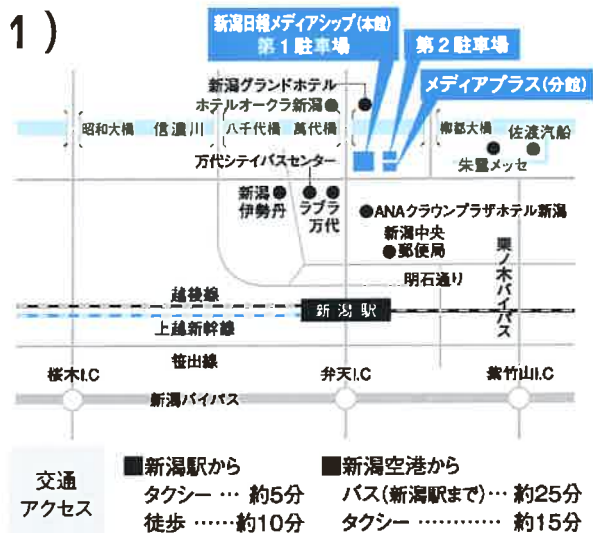 1)
新潟日報メディアシップ(本館)
第1駐車場
第2駐車場
メディアプラス(分館)
新潟グランドホテル
ホテルオークラ新潟
昭和大橋
信濃川
八千代橋
萬代橋
柳都大橋
佐渡汽船
朱鷺メッセ
万代シテイバスセンター
新潟
伊勢丹
ラブラ
万代
ANAクラウンプラザホテル新潟
新潟中央
郵便局
栗ノ木バイパス
明石通り
越後線
新潟駅
上越新幹線
笹出線
桜木I.C
弁天I.C
紫竹山I.C
新潟バイパス
交通
アクセス
■新潟駅から
タクシー … 約5分
徒歩 ……約10分
■新潟空港から
バス(新潟駅まで)… 約25分
タクシー ………… 約15分